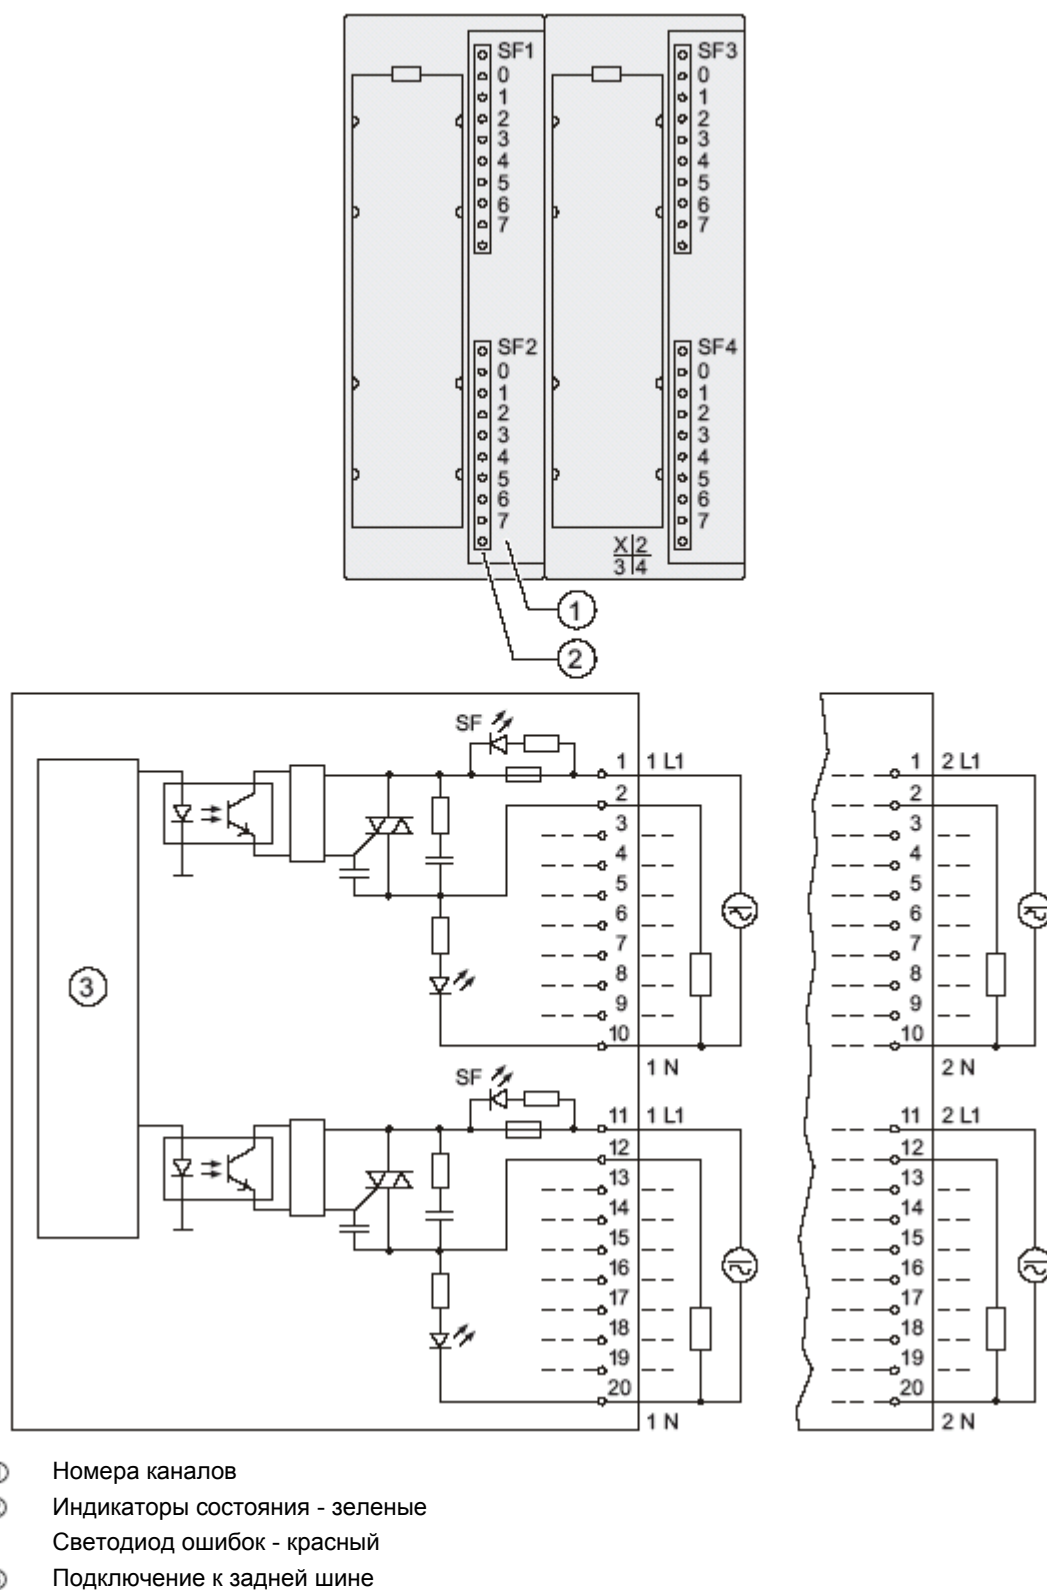 SF1 SF3
0 0
1 1
2 2
3 3
4 4
5 5
6 6
7 7
SF2 SF4
0 0
1 1
2 2
3 3
4 4
5 5
6 6
7 7
X 2
3 4
1
2
SF
1 1 L1 1 2 L1
2 2
3 3
4 4
5 5
6 6
7 7
3
8 8
9 9
10 10
1 N 2 N
SF
11 1 L1 11 2 L1
12 12
13 13
14 14
15 15
16 16
17 17
18 18
19 19
20 20
1 N 2 N
Номера каналов
Индикаторы состояния - зеленые
Светодиод ошибок - красный
Подключение к задней шине